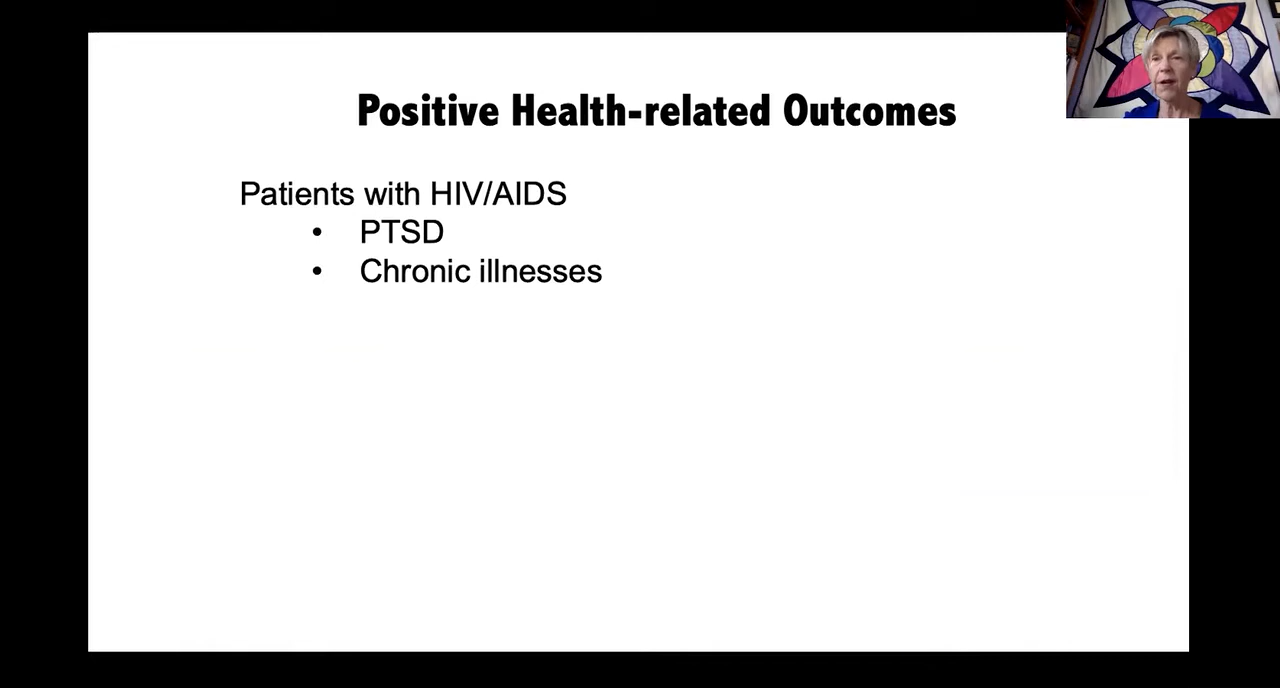 Positive Health-related Outcomes
Patients with HIV/AIDS
• PTSD
• Chronic illnesses